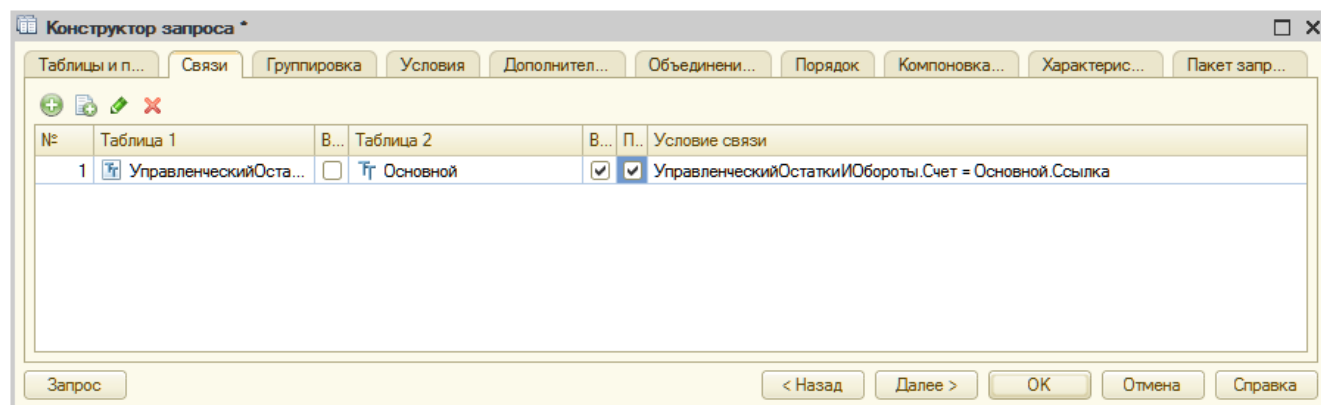 Конструктор запроса *
Таблицы и п... Связи Группировка Условия Дополнител... Объединени... Порядок Компоновка... Характерис... Пакет запр...
№ Таблица 1 В... Таблица 2 В... П... Условие связи
1 УправленческийОста... Основной УправленческийОстаткиИОбороты.Счет = Основной.Ссылка
Запрос < Назад Далее > OK Отмена Справка